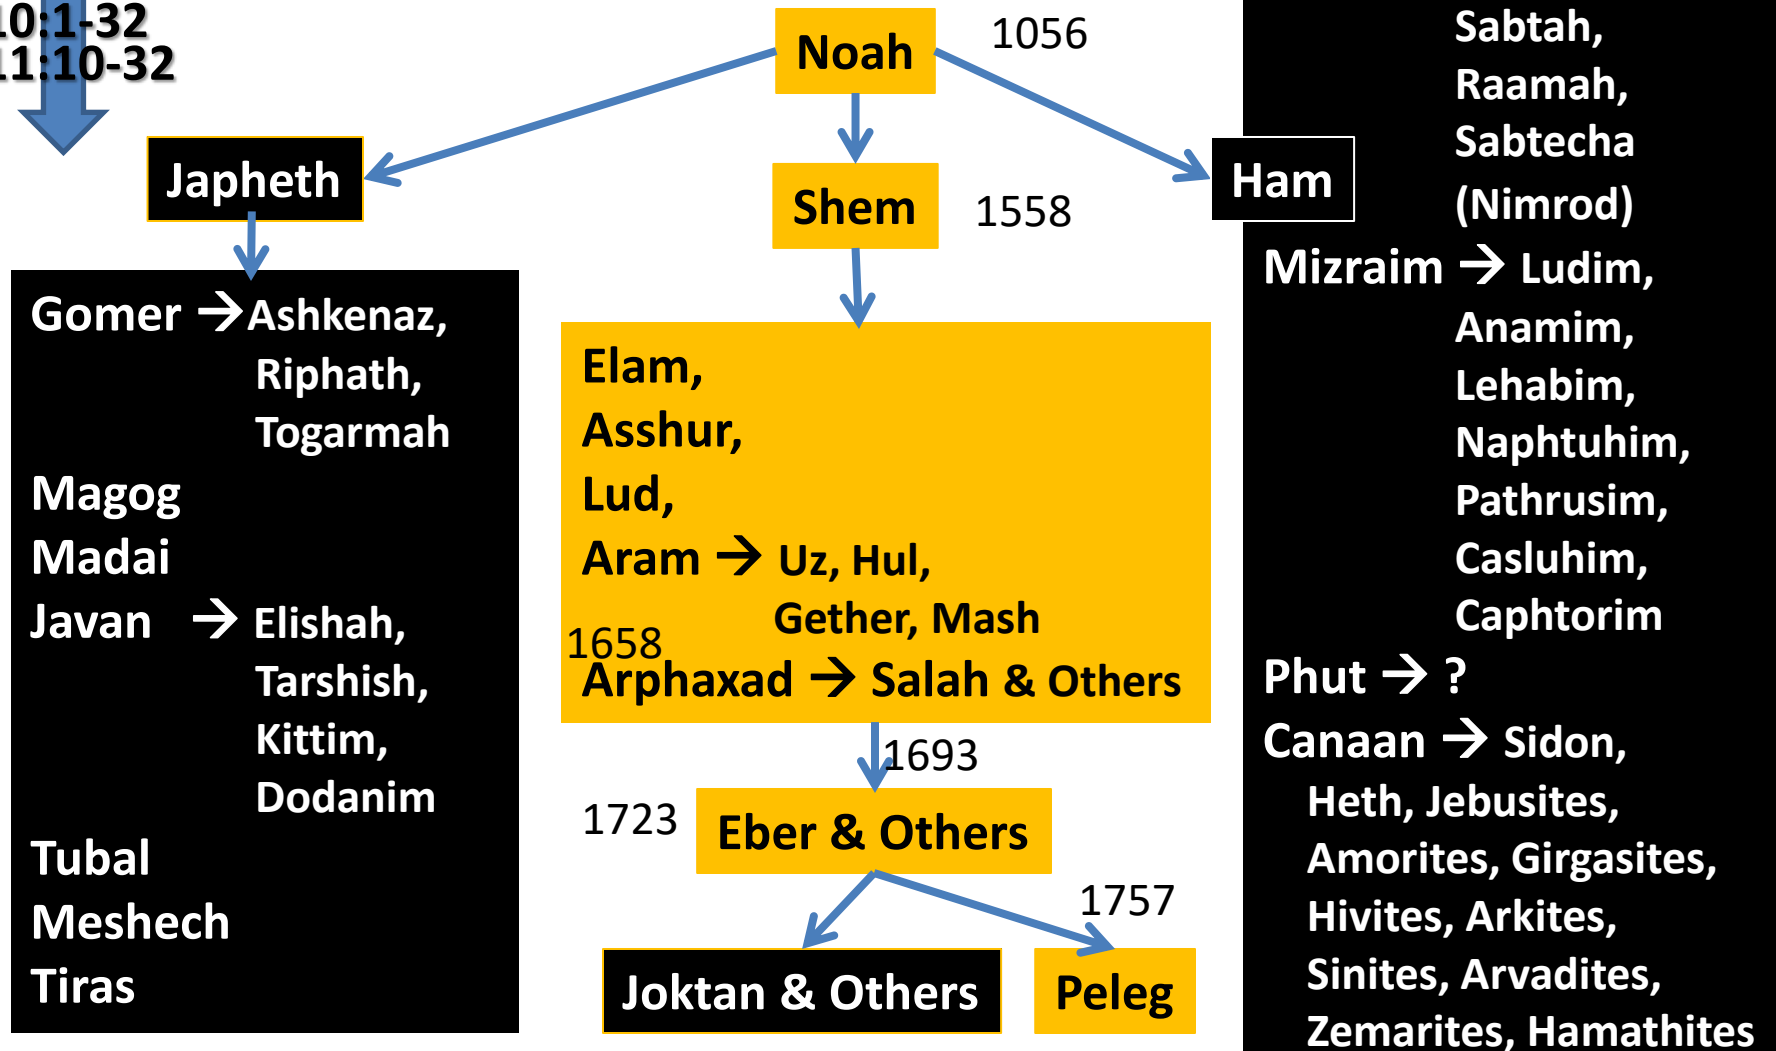 10:1-32
11:10-32
Noah
1056
Japheth
Shem
1558
Ham
Gomer → Ashkenaz,
Riphath,
Togarmah
Magog
Madai
Javan → Elishah,
Tarshish,
Kittim,
Dodanim
Tubal
Meshech
Tiras
Elam,
Asshur,
Lud,
Aram → Uz, Hul,
Gether, Mash
1658
Arphaxad → Salah & Others
1693
1723
Eber & Others
1757
Joktan & Others
Peleg
Sabtah,
Raamah,
Sabtecha
(Nimrod)
Mizraim → Ludim,
Anamim,
Lehabim,
Naphtuhim,
Pathrusim,
Casluhim,
Caphtorim
Phut → ?
Canaan → Sidon,
Heth, Jebusites,
Amorites, Girgasites,
Hivites, Arkites,
Sinites, Arvadites,
Zemarites, Hamathites